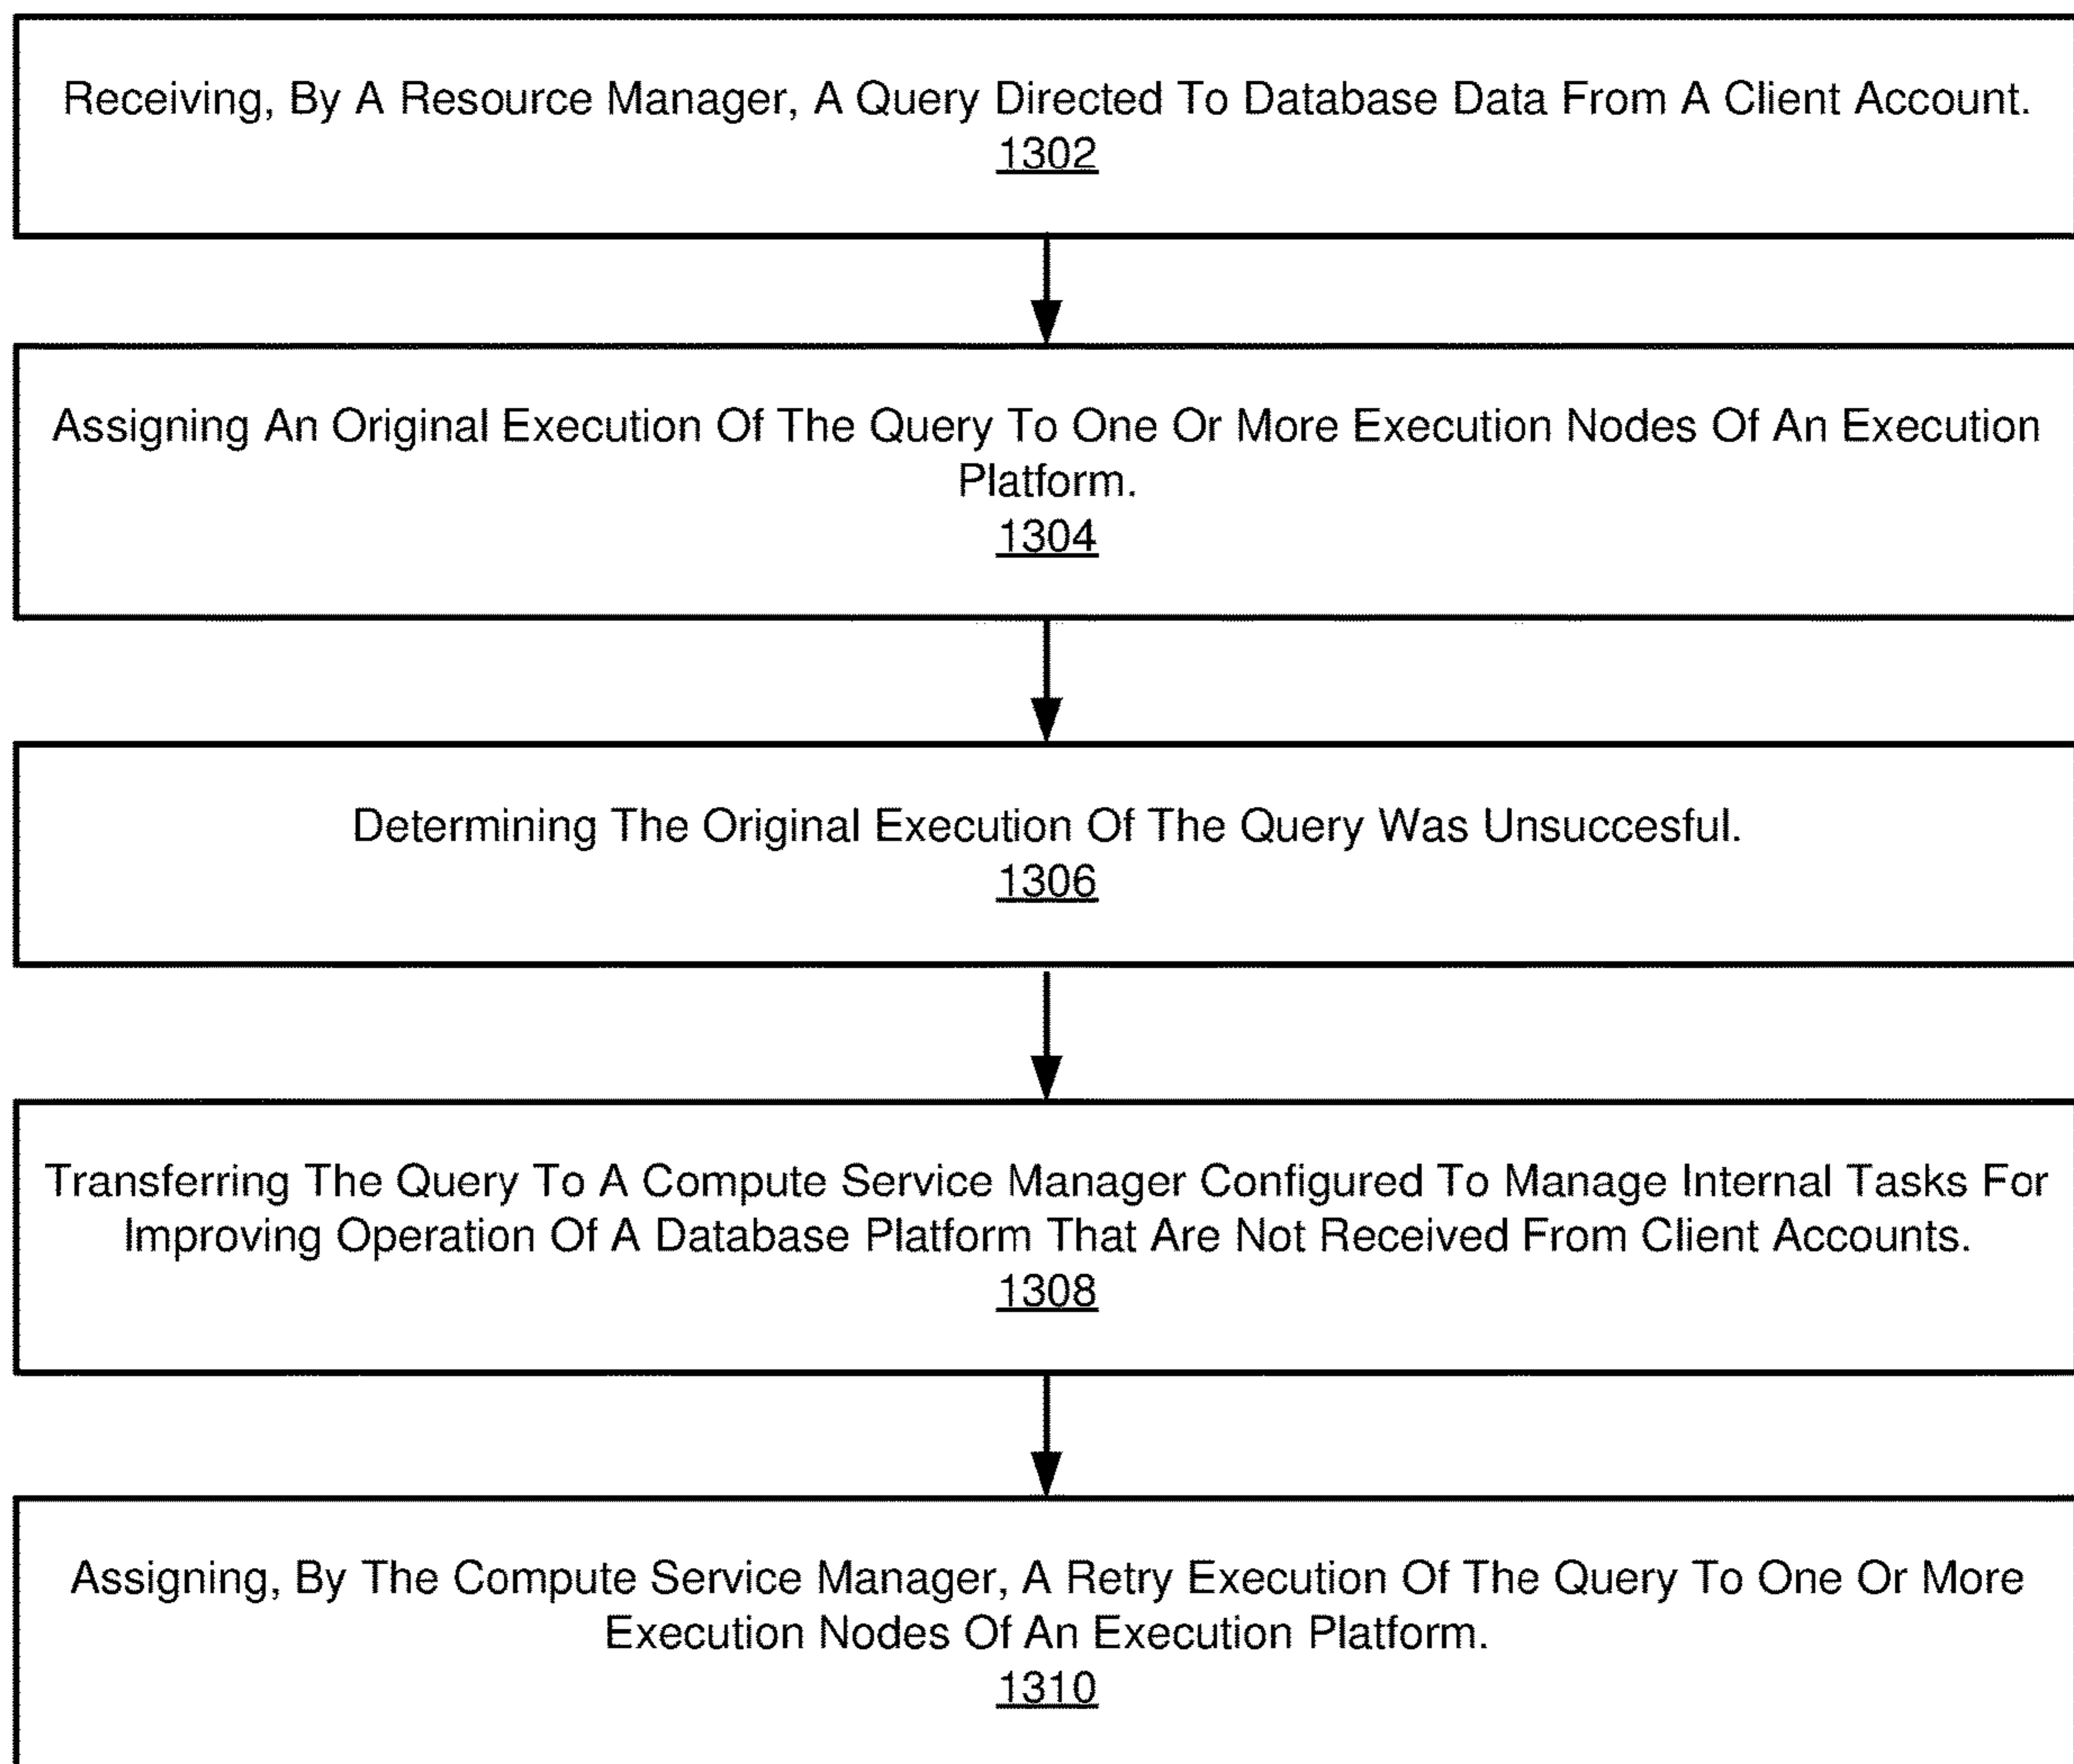 Receiving, By A Resource Manager, A Query Directed To Database Data From A Client Account.
1302
Assigning An Original Execution Of The Query To One Or More Execution Nodes Of An Execution
Platform.
1304
Determining The Original Execution Of The Query Was Unsuccesful.
1306
Transferring The Query To A Compute Service Manager Configured To Manage Internal Tasks For
Improving Operation Of A Database Platform That Are Not Received From Client Accounts.
1308
Assigning, By The Compute Service Manager, A Retry Execution Of The Query To One Or More
Execution Nodes Of An Execution Platform.
1310